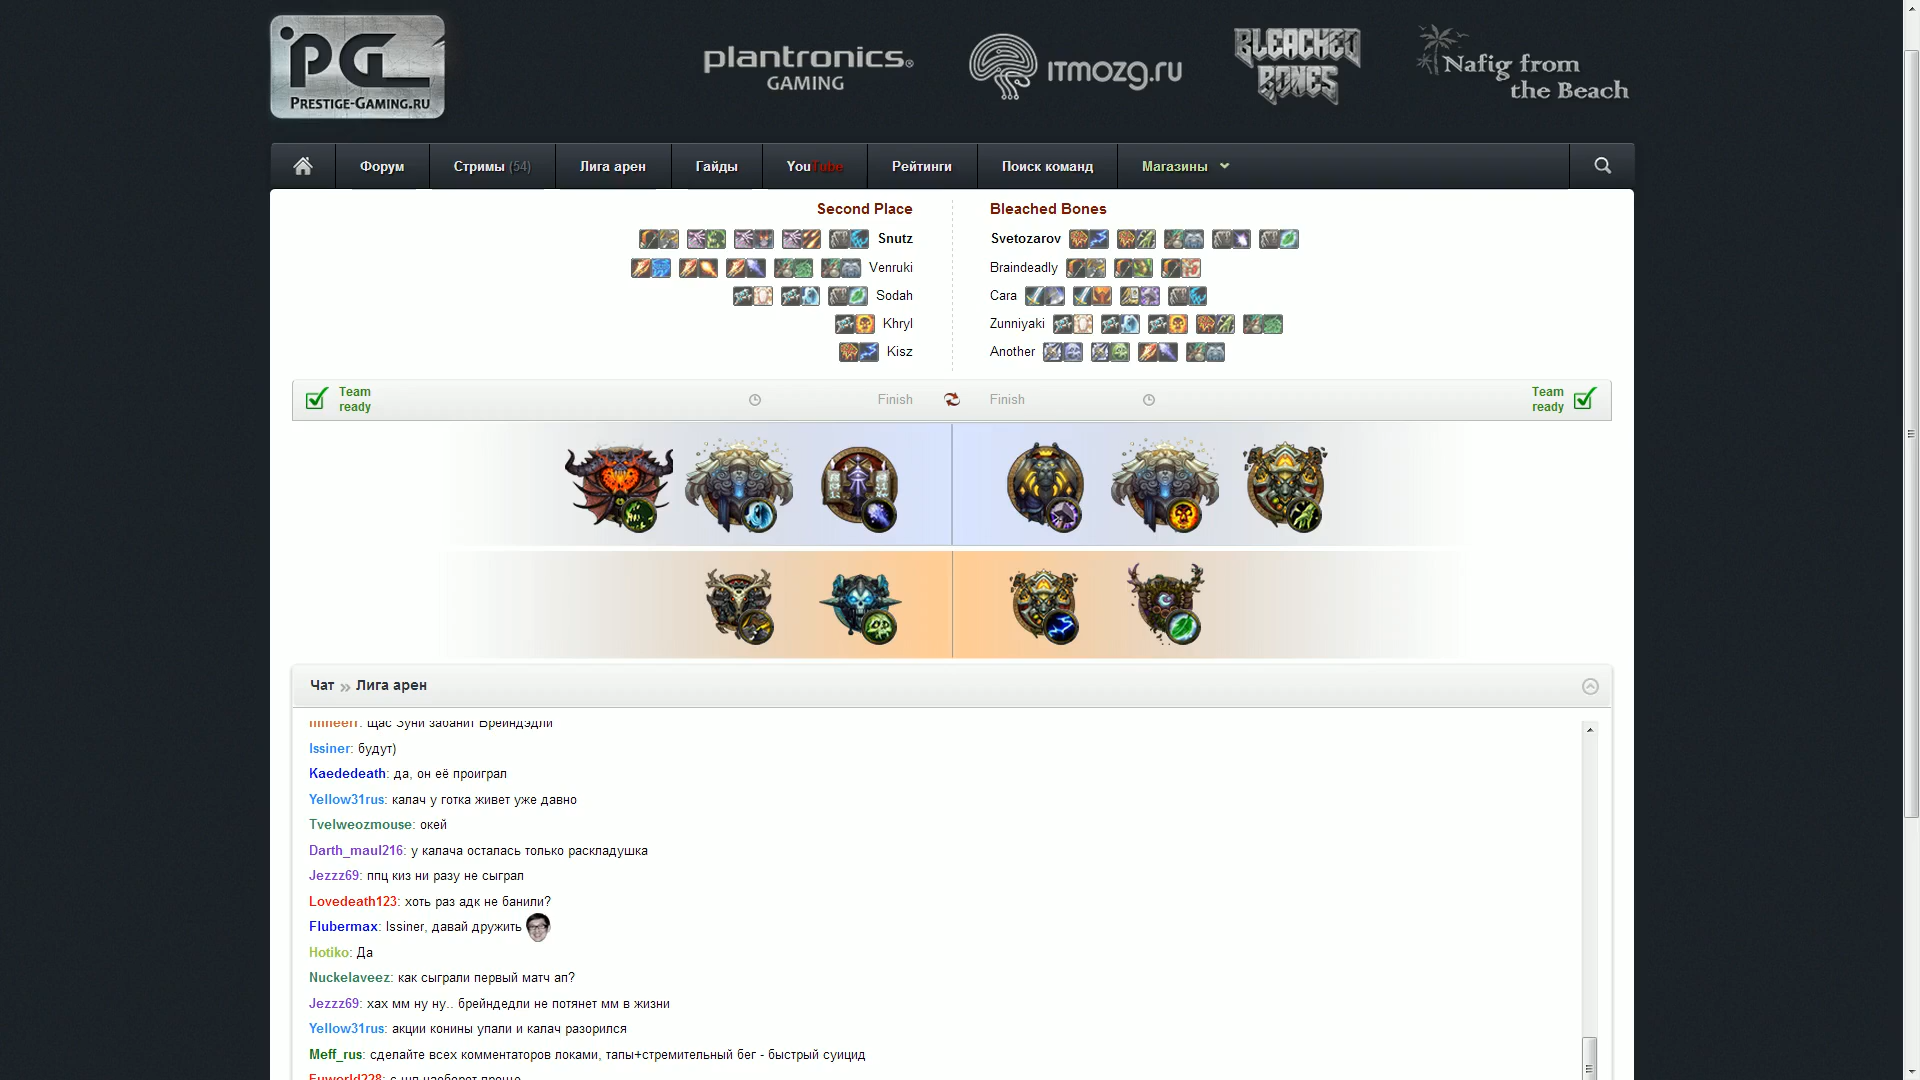 PG
PRESTIGE-GAMING.RU
plantronics®
GAMING
ITMOZG.RU
BLEACHED
BONES
Nafig from
the Beach
Форум
Стримы (54)
Лига арен
Гайды
YouTube
Рейтинги
Поиск команд
Магазины
Second Place
Snutz
Venruki
Sodah
Khryl
Kisz
Bleached Bones
Svetozarov
Braindeadly
Cara
Zunniyaki
Another
Team
ready
Finish
Finish
Team
ready
Чат » Лига арен
щас Зуни забанит Брейндэдли
Issiner: будут)
Kaededeath: да, он её проиграл
Yellow31rus: калач у готка живет уже давно
Tvelweozmouse: окей
Darth_maul216: у калача осталась только раскладушка
Jezzz69: ппц киз ни разу не сыграл
Lovedeath123: хоть раз адк не банили?
Flubermax: Issiner, давай дружить
Hotiko: Да
Nuckelaveez: как сыграли первый матч ап?
Jezzz69: хах мм ну ну.. брейндедли не потянет мм в жизни
Yellow31rus: акции конины упали и калач разорился
Meff_rus: сделайте всех комментаторов локами, тапы+стремительный бег - быстрый суицид